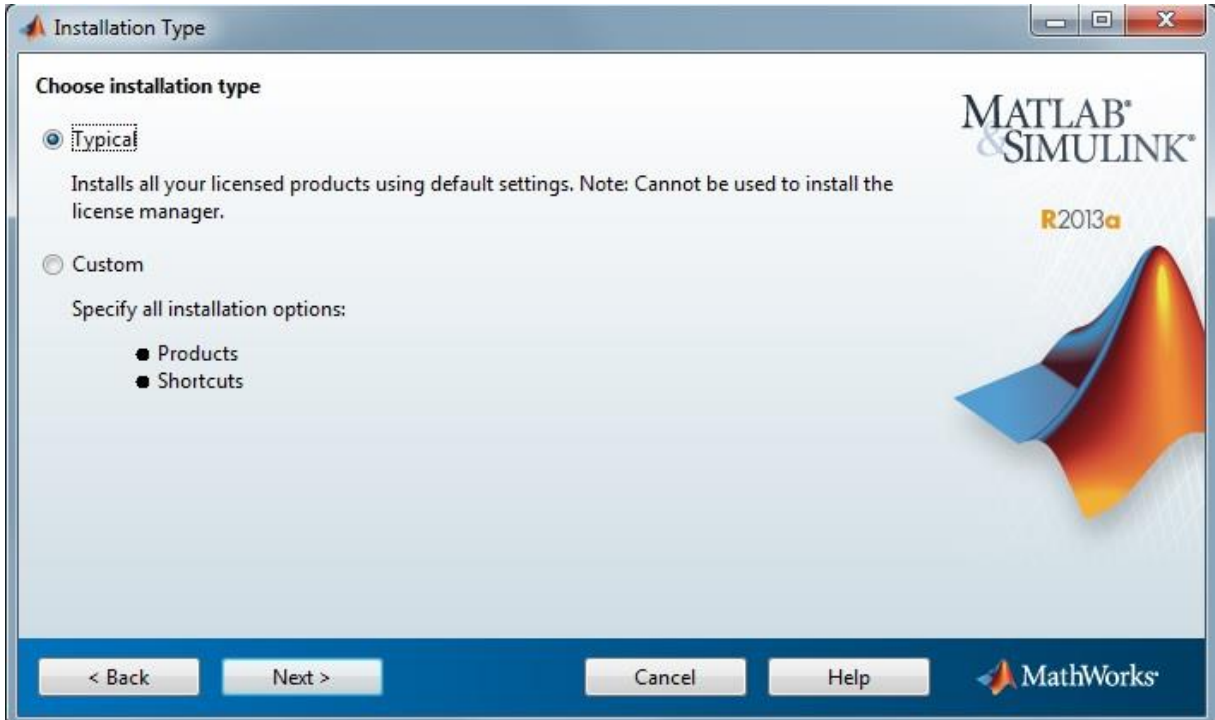 Installation Type
Choose installation type
Typical
Installs all your licensed products using default settings. Note: Cannot be used to install the
license manager.
Custom
Specify all installation options:
Products
Shortcuts
MATLAB®
&SIMULINK®
R2013a
< Back
Next >
Cancel
Help
MathWorks®